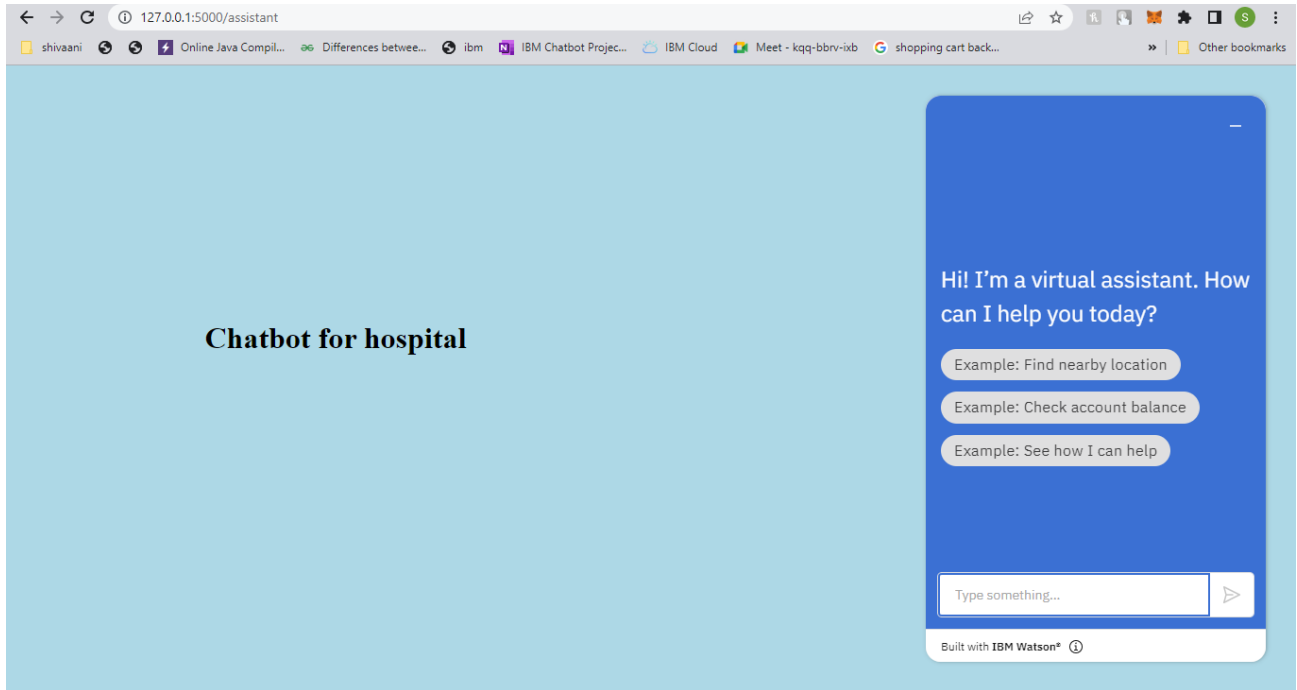 127.0.0.1:5000/assistant
S
shivaani Online Java Compil... Differences betwee... ibm IBM Chatbot Projec... IBM Cloud Meet - kqq-bbrv-ixb shopping cart back... » Other bookmarks
Chatbot for hospital
Hi! I’m a virtual assistant. How
can I help you today?
Example: Find nearby location
Example: Check account balance
Example: See how I can help
Type something...
Built with IBM Watson®